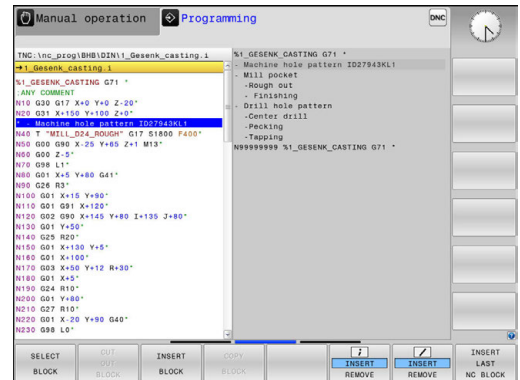 Manual operation
Programming
DNC
TNC:\nc_prog\BHB\DIN\1_Gesenk_casting.i
→1_Gesenk_casting.i
%1_GESENK_CASTING G71 *
;ANY COMMENT
N10 G30 G17 X+0 Y+0 Z-20*
N20 G31 X+150 Y+100 Z+0*
* - Machine hole pattern ID27943KL1
N40 T "MILL_D24_ROUGH" G17 S1800 F400*
N50 G00 G90 X-25 Y+65 Z+1 M13*
N60 G00 Z-5*
N70 G98 L1*
N80 G01 X+5 Y+80 G41*
N90 G26 R3*
N100 G01 X+15 Y+90*
N110 G01 G91 X+120*
N120 G02 G90 X+145 Y+80 I+135 J+80*
N130 G01 Y+50*
N140 G25 R20*
N150 G01 X+130 Y+5*
N160 G01 X+100*
N170 G03 X+50 Y+12 R+30*
N180 G01 X+5*
N190 G24 R10*
N200 G01 Y+80*
N210 G27 R10*
N220 G01 X-20 Y+90 G40*
N230 G98 L0*
%1_GESENK_CASTING G71 *
- Machine hole pattern ID27943KL1
- Mill pocket
-Rough out
- Finishing
- Drill hole pattern
-Center drill
-Pecking
-Tapping
N99999999 %1_GESENK_CASTING G71 *
SELECT
BLOCK
CUT
OUT
BLOCK
INSERT
BLOCK
COPY
BLOCK
INSERT
REMOVE
INSERT
REMOVE
INSERT
LAST
NC BLOCK